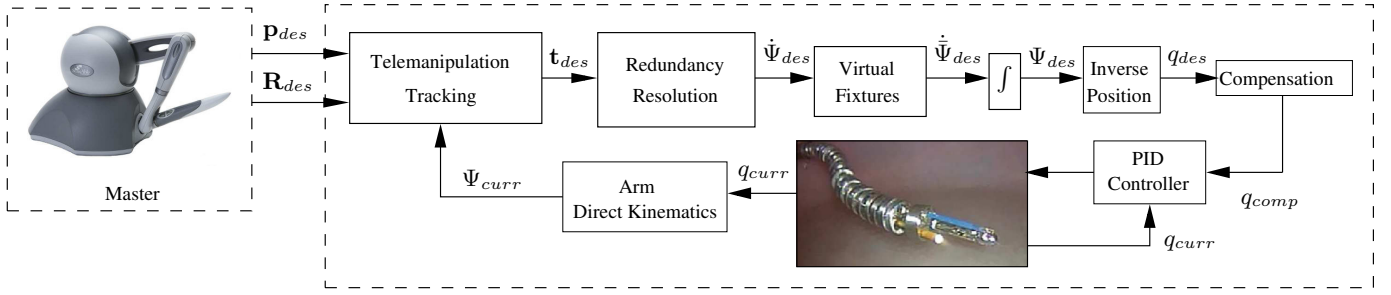 p_des
R_des
Master
Telemanipulation
Tracking
t_des
Redundancy
Resolution
Ψ̇_des
Virtual
Fixtures
Ψ̇̄_des
∫
Ψ_des
Inverse
Position
q_des
Compensation
q_comp
PID
Controller
q_curr
q_curr
Arm
Direct Kinematics
Ψ_curr